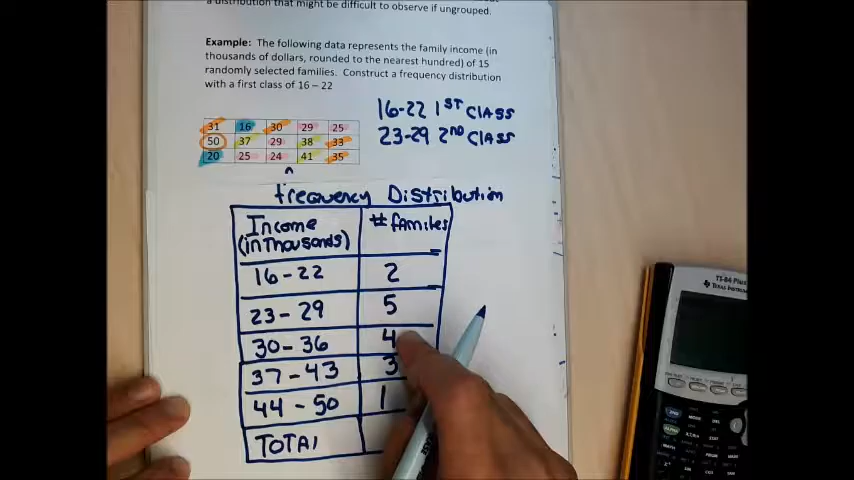 a distribution that might be difficult to observe if ungrouped.
Example: The following data represents the family income (in
thousands of dollars, rounded to the nearest hundred) of 15
randomly selected families. Construct a frequency distribution
with a first class of 16 – 22
16-22 1ST CLASS
23-29 2nd CLASS
31 16 30 29 25
50 37 29 38 33
20 25 24 41 35
Frequency Distribution
Income # families
(in Thousands)
16-22 2
23-29 5
30-36 4
37-43 3
44-50 1
TOTAl
TI-84 Plus
TEXAS INSTRUMENTS